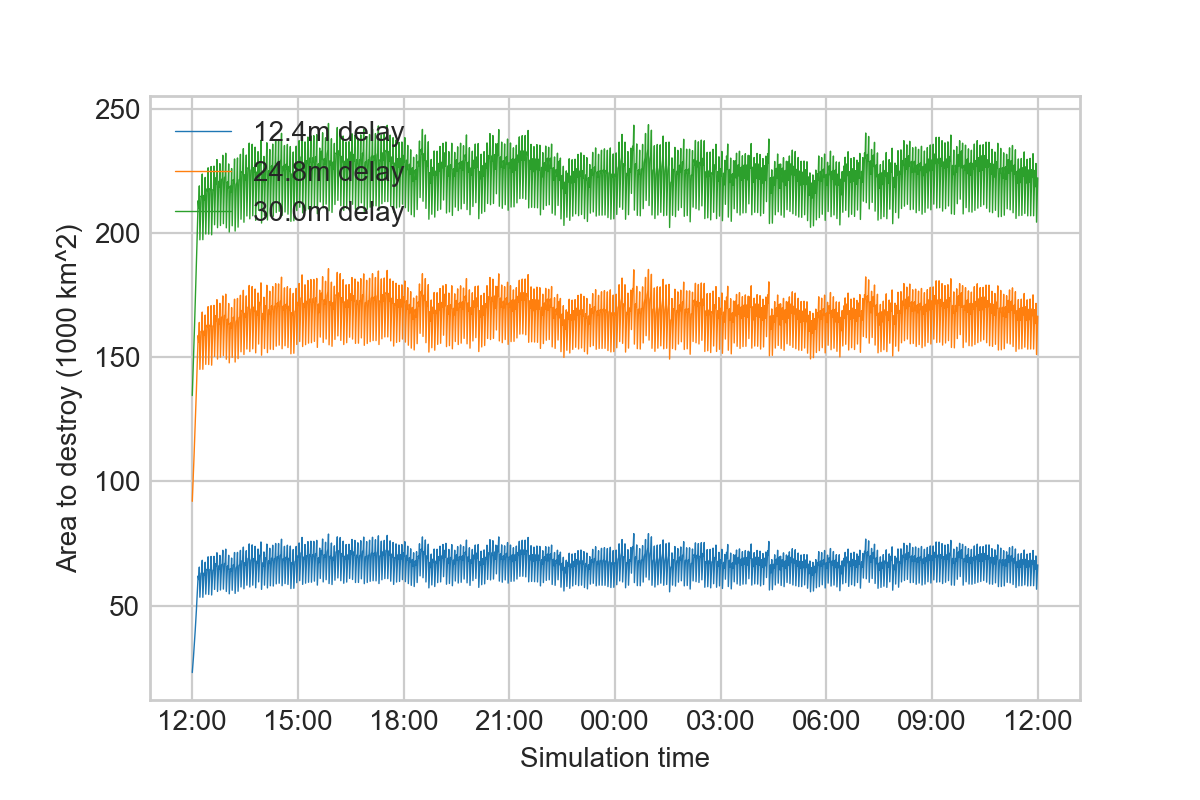 250
200
150
100
50
Area to destroy (1000 km^2)
12.4m delay
24.8m delay
30.0m delay
12:00 15:00 18:00 21:00 00:00 03:00 06:00 09:00 12:00
Simulation time